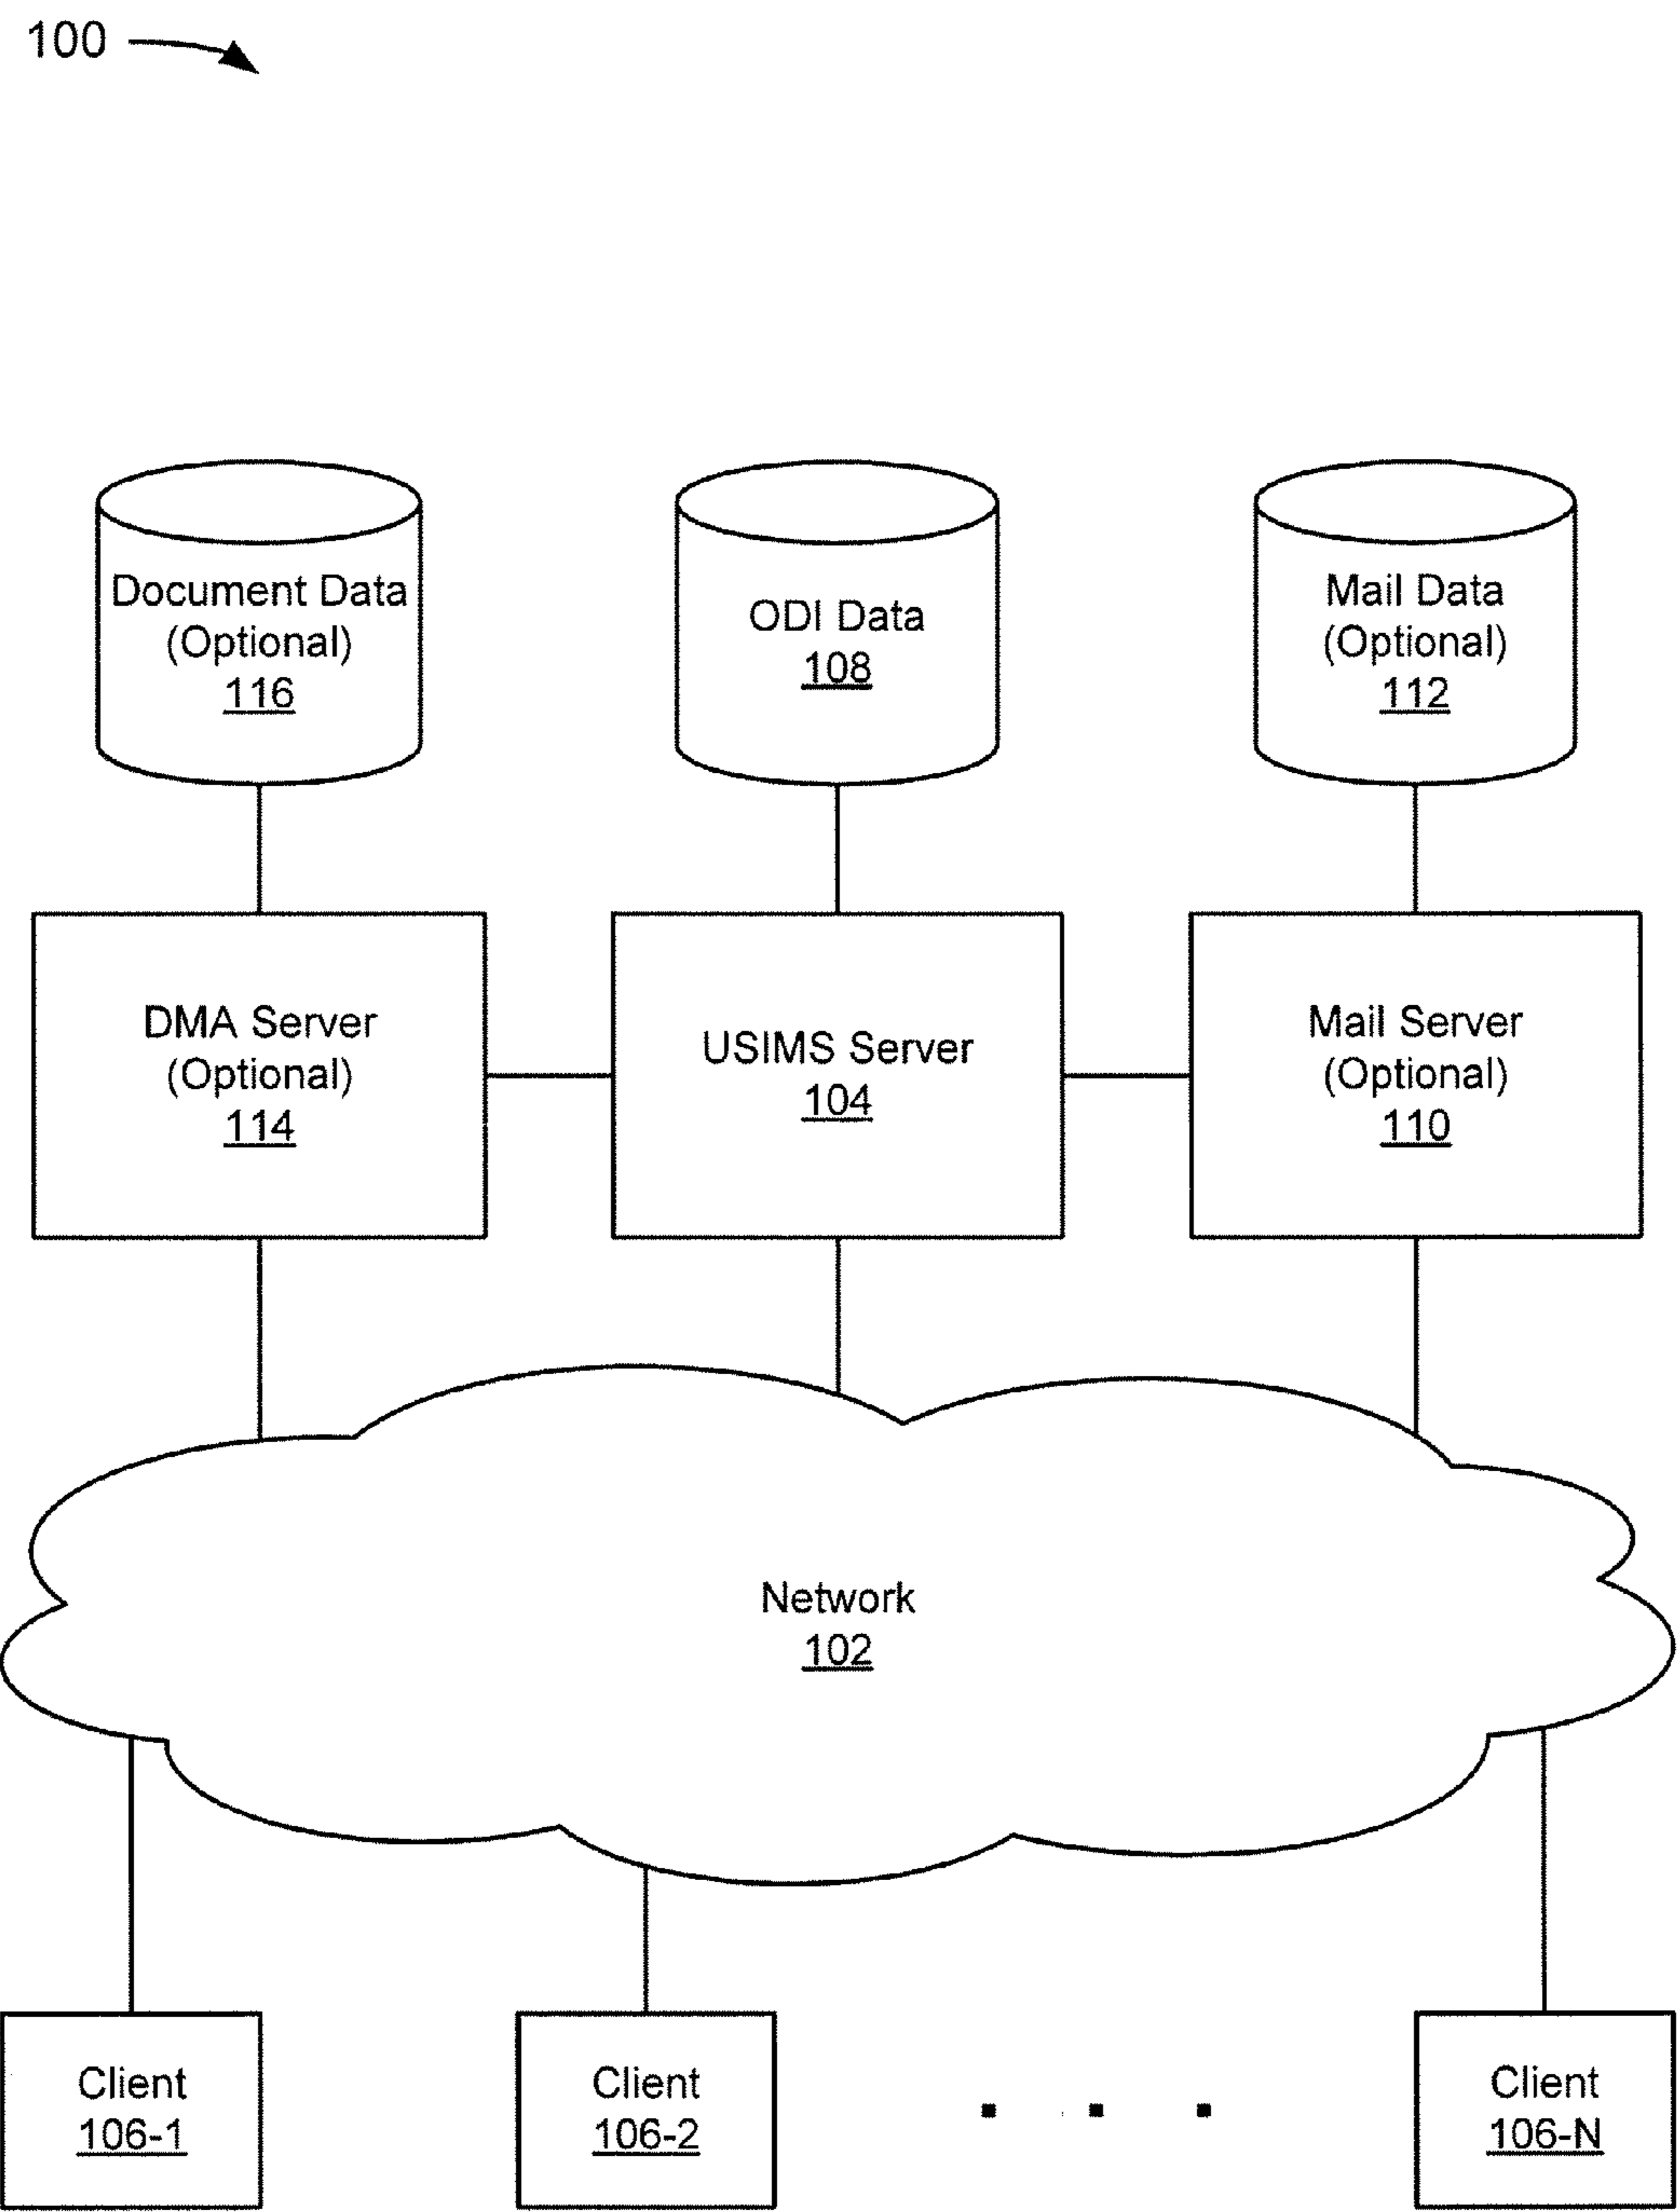 100
Document Data
(Optional)
116
ODI Data
108
Mail Data
(Optional)
112
DMA Server
(Optional)
114
USIMS Server
104
Mail Server
(Optional)
110
Network
102
Client
106-1
Client
106-2
. . .
Client
106-N